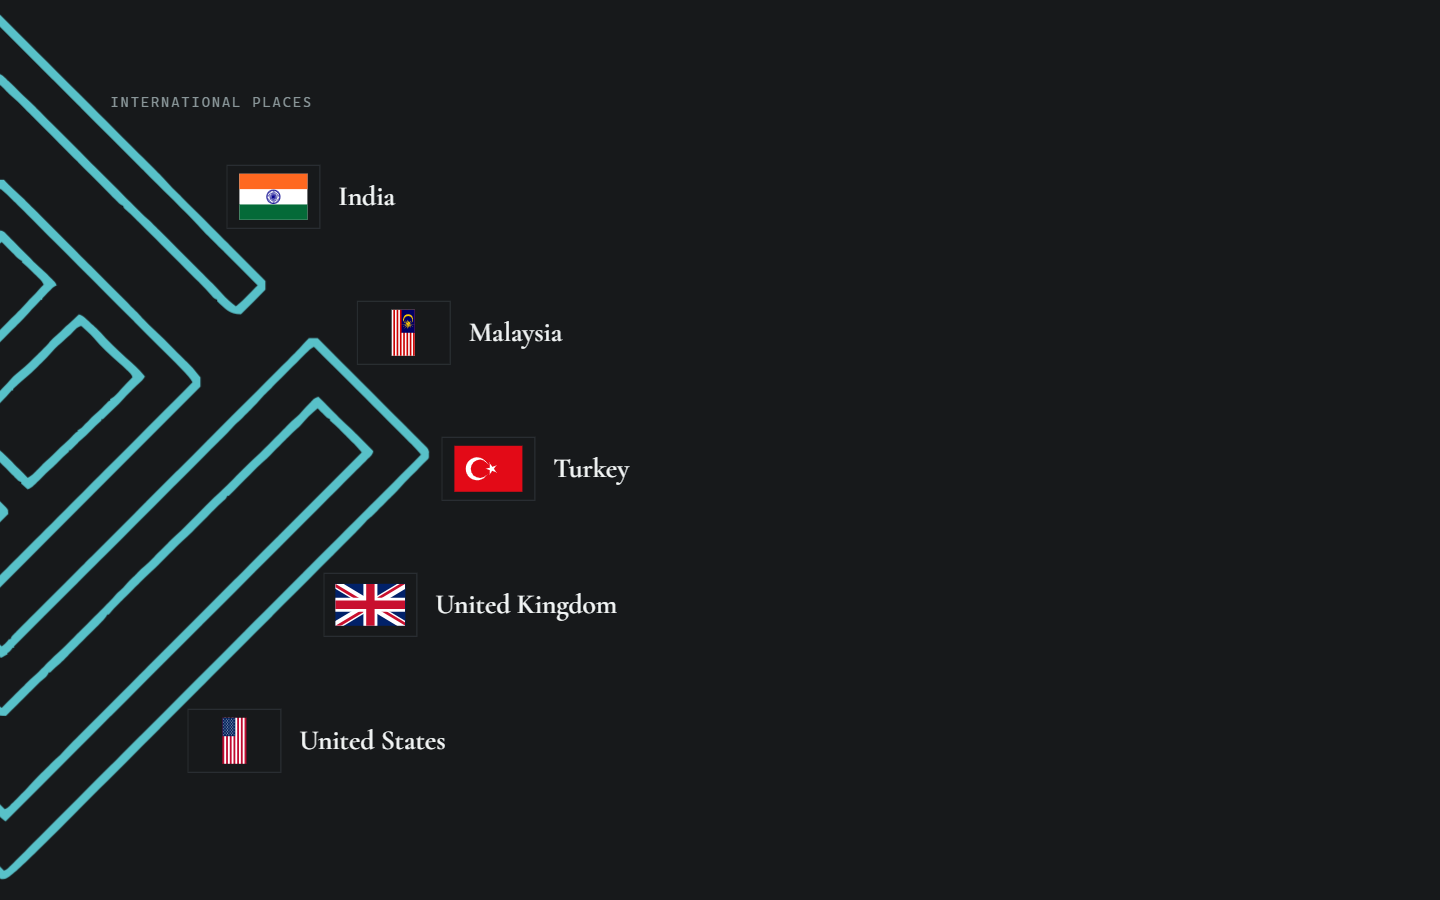 INTERNATIONAL PLACES
India
Malaysia
Turkey
United Kingdom
United States